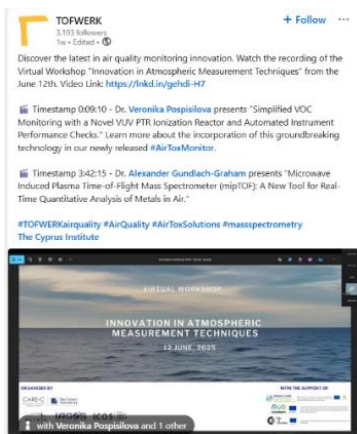 TOFWERK
+ Follow
3,103 followers
1w • Edited •
Discover the latest in air quality monitoring innovation. Watch the recording of the
Virtual Workshop "Innovation in Atmospheric Measurement Techniques" from the
June 12th. Video Link: https://lnkd.in/gehdi-H7
Timestamp 0:09:10 - Dr. Veronika Pospisilova presents "Simplified VOC
Monitoring with a Novel VUV PTR Ionization Reactor and Automated Instrument
Performance Checks." Learn more about the incorporation of this groundbreaking
technology in our newly released #AirToxMonitor.
Timestamp 3:42:15 - Dr. Alexander Gundlach-Graham presents "Microwave
Induced Plasma Time-of-Flight Mass Spectrometer (mipTOF): A New Tool for Real-
Time Quantitative Analysis of Metals in Air."
#TOFWERKairquality #AirQuality #AirToxSolutions #massspectrometry
The Cyprus Institute
VIRTUAL WORKSHOP
INNOVATION IN ATMOSPHERIC
MEASUREMENT TECHNIQUES
12 JUNE, 2025
ORGANISED BY
WITH THE SUPPORT OF
CARE-C
IAGOS ICOS
with Veronika Pospisilova and 1 other